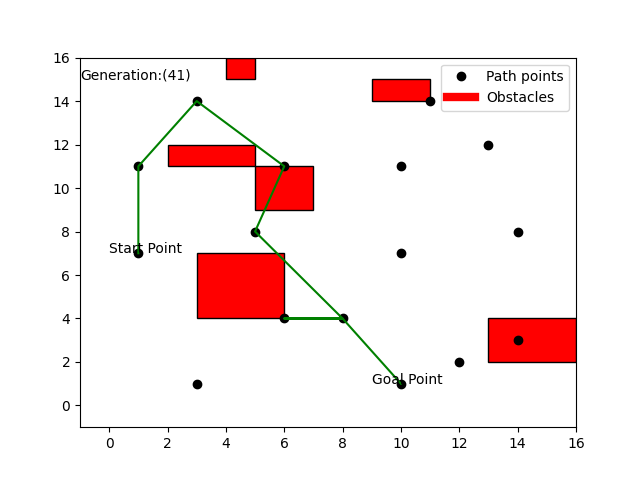 Generation:(41)
Path points
Obstacles
Start Point
Goal Point
16
14
12
10
8
6
4
2
0
0 2 4 6 8 10 12 14 16